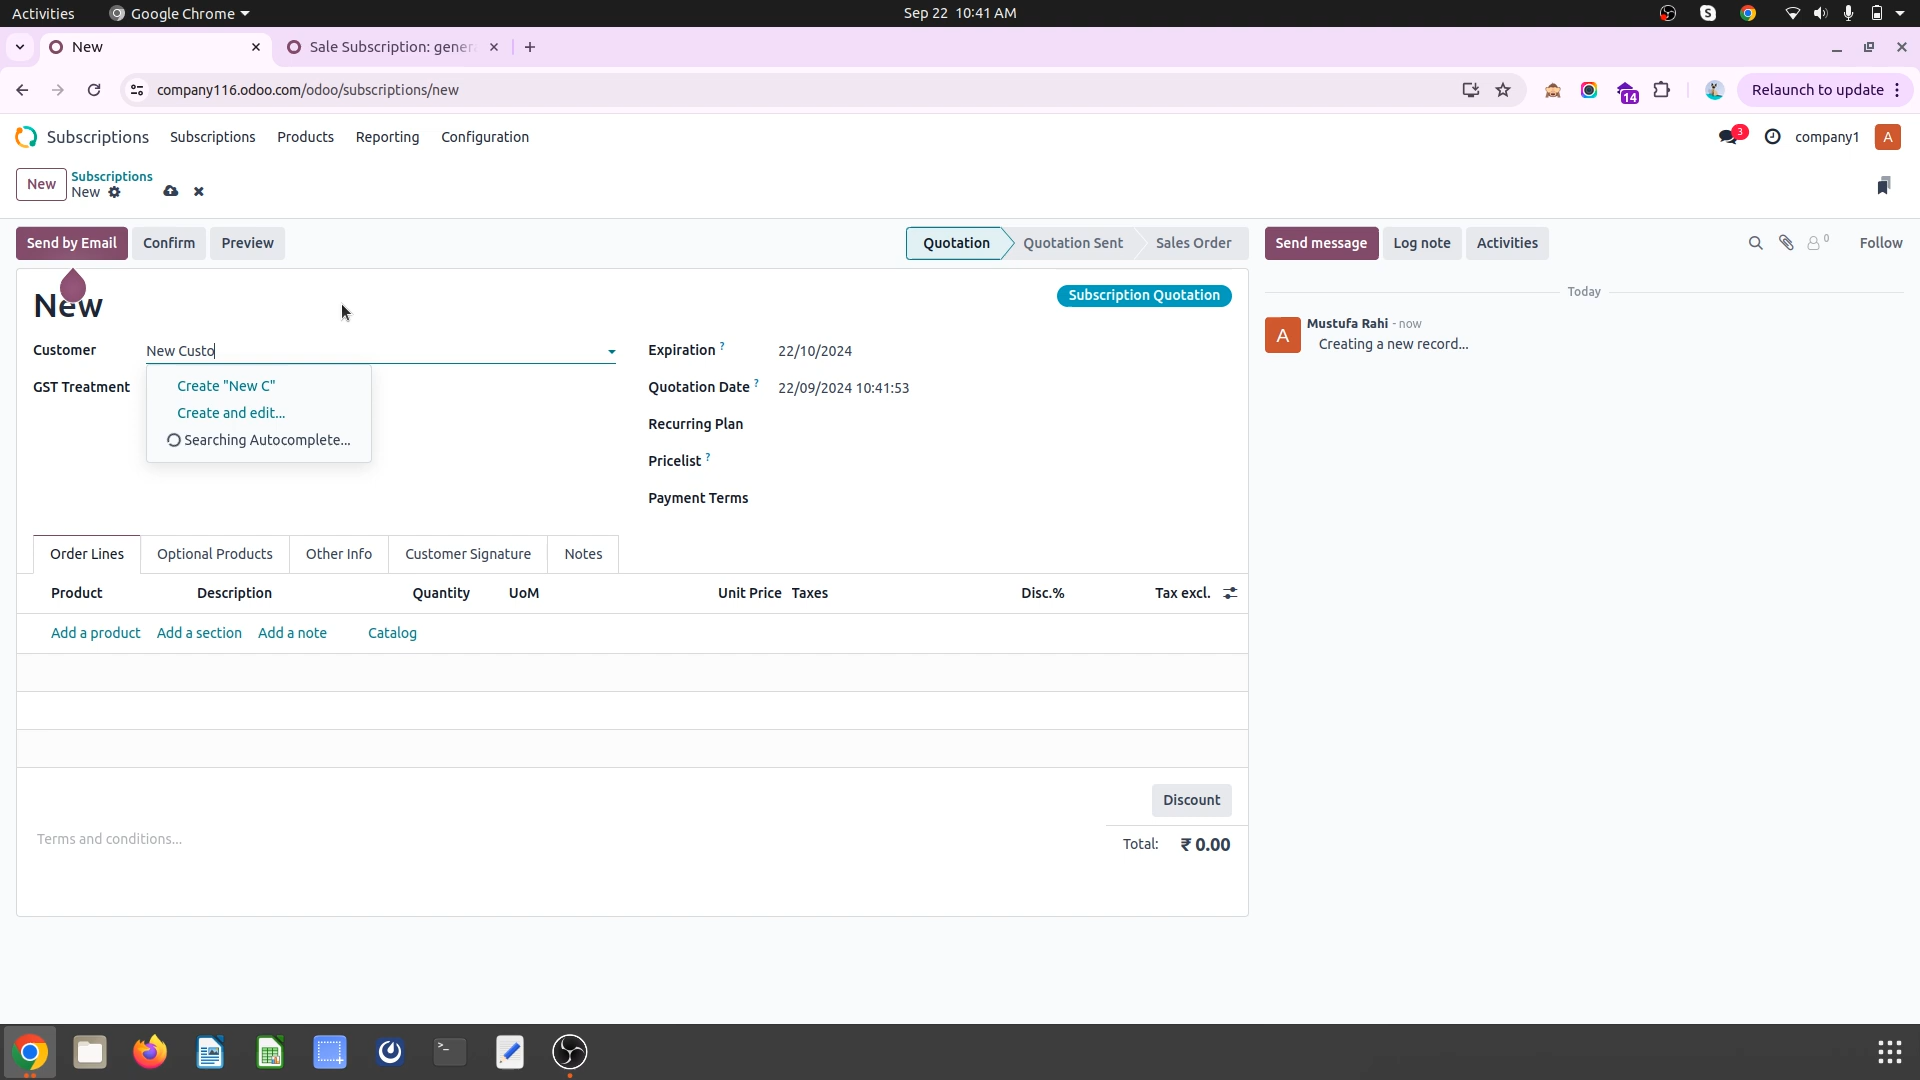 Activities Google Chrome Sep 22 10:41 AM
New Sale Subscription: gener
company116.odoo.com/odoo/subscriptions/new 14 Relaunch to update
Subscriptions Subscriptions Products Reporting Configuration 3 company1 A
New Subscriptions
New
Send by Email Confirm Preview Quotation Quotation Sent Sales Order Send message Log note Activities 0 Follow
New Subscription Quotation Today
Mustufa Rahi - now
A Creating a new record...
Customer New Custo Expiration ? 22/10/2024
GST Treatment Create "New C" Quotation Date ? 22/09/2024 10:41:53
Create and edit... Recurring Plan
Searching Autocomplete... Pricelist ?
Payment Terms
Order Lines Optional Products Other Info Customer Signature Notes
Product Description Quantity UoM Unit Price Taxes Disc.% Tax excl.
Add a product Add a section Add a note Catalog
Discount
Terms and conditions... Total: ₹ 0.00